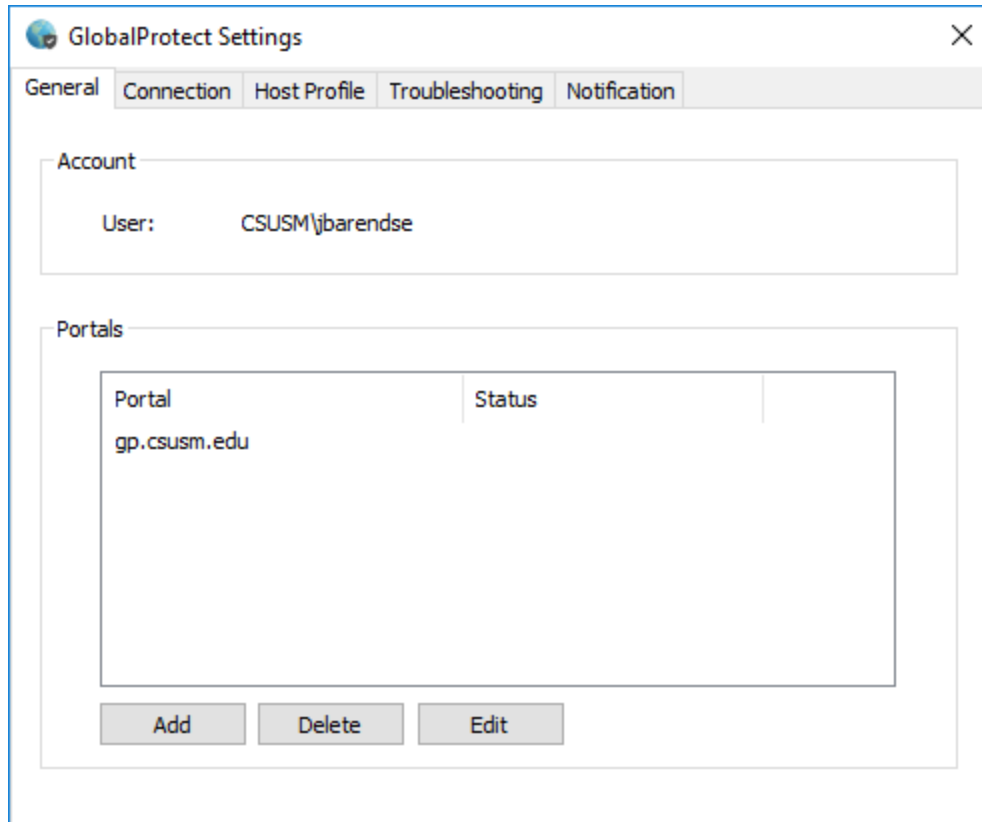 GlobalProtect Settings
General Connection Host Profile Troubleshooting Notification
Account
User: CSUSM\jbarendse
Portals
Portal Status
gp.csusm.edu
Add Delete Edit